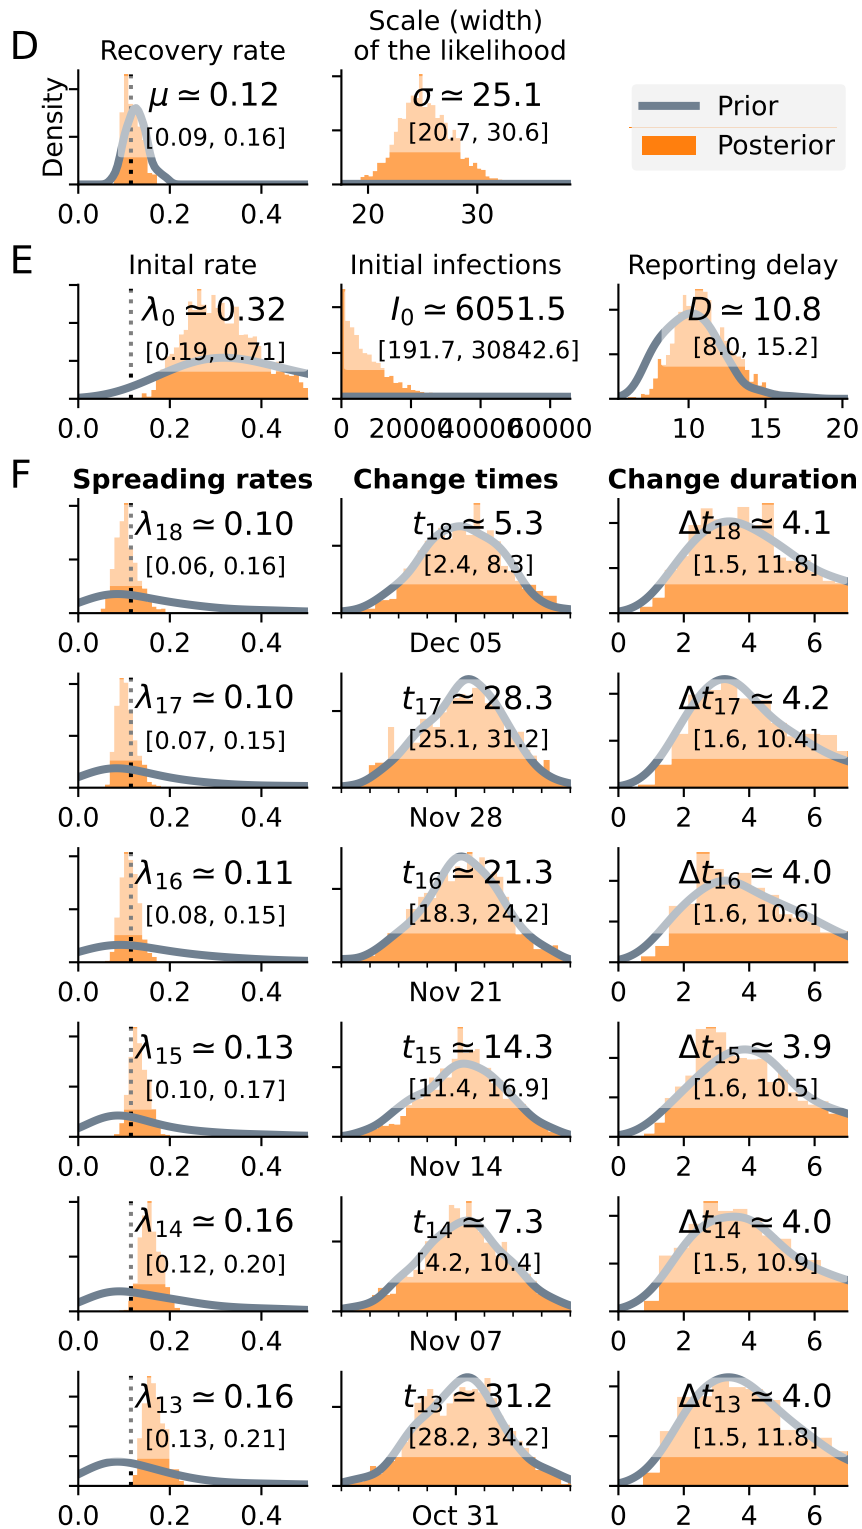 D
Recovery rate
Scale (width)
of the likelihood
Density
μ ≃ 0.12
[0.09, 0.16]
σ ≃ 25.1
[20.7, 30.6]
Prior
Posterior
0.0 0.2 0.4
20 30
E
Inital rate
Initial infections
Reporting delay
λ0 ≃ 0.32
[0.19, 0.71]
I0 ≃ 6051.5
[191.7, 30842.6]
D ≃ 10.8
[8.0, 15.2]
0.0 0.2 0.4
0 20000 40000 60000
10 15 20
F
Spreading rates
Change times
Change duration
λ18 ≃ 0.10
[0.06, 0.16]
t18 ≃ 5.3
[2.4, 8.3]
Δt18 ≃ 4.1
[1.5, 11.8]
0.0 0.2 0.4
Dec 05
0 2 4 6
λ17 ≃ 0.10
[0.07, 0.15]
t17 ≃ 28.3
[25.1, 31.2]
Δt17 ≃ 4.2
[1.6, 10.4]
0.0 0.2 0.4
Nov 28
0 2 4 6
λ16 ≃ 0.11
[0.08, 0.15]
t16 ≃ 21.3
[18.3, 24.2]
Δt16 ≃ 4.0
[1.6, 10.6]
0.0 0.2 0.4
Nov 21
0 2 4 6
λ15 ≃ 0.13
[0.10, 0.17]
t15 ≃ 14.3
[11.4, 16.9]
Δt15 ≃ 3.9
[1.6, 10.5]
0.0 0.2 0.4
Nov 14
0 2 4 6
λ14 ≃ 0.16
[0.12, 0.20]
t14 ≃ 7.3
[4.2, 10.4]
Δt14 ≃ 4.0
[1.5, 10.9]
0.0 0.2 0.4
Nov 07
0 2 4 6
λ13 ≃ 0.16
[0.13, 0.21]
t13 ≃ 31.2
[28.2, 34.2]
Δt13 ≃ 4.0
[1.5, 11.8]
0.0 0.2 0.4
Oct 31
0 2 4 6